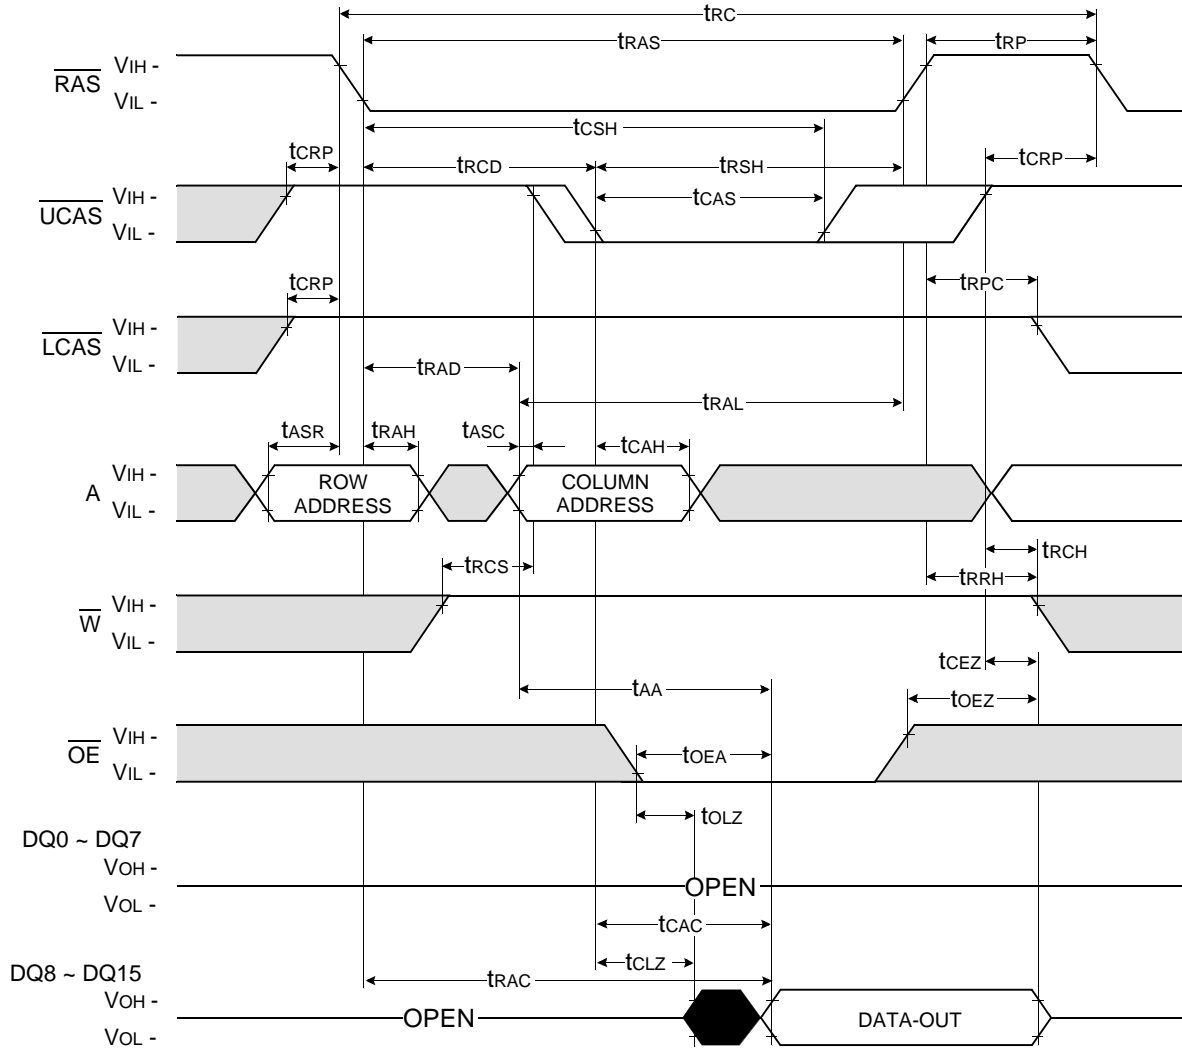 tRC
tRAS
tRP
RAS
VIH -
VIL -
tCSH
tCRP
tRCD
tRSH
tCRP
UCAS
VIH -
VIL -
tCAS
tCRP
tRPC
LCAS
VIH -
VIL -
tRAD
tRAL
tASR
tRAH
tASC
tCAH
A
VIH -
VIL -
ROW
ADDRESS
COLUMN
ADDRESS
tRCS
tRCH
tRRH
W
VIH -
VIL -
tCEZ
tAA
tOEZ
OE
VIH -
VIL -
tOEA
tOLZ
DQ0 ~ DQ7
VOH -
VOL -
OPEN
tCAC
tCLZ
DQ8 ~ DQ15
tRAC
VOH -
VOL -
OPEN
DATA-OUT